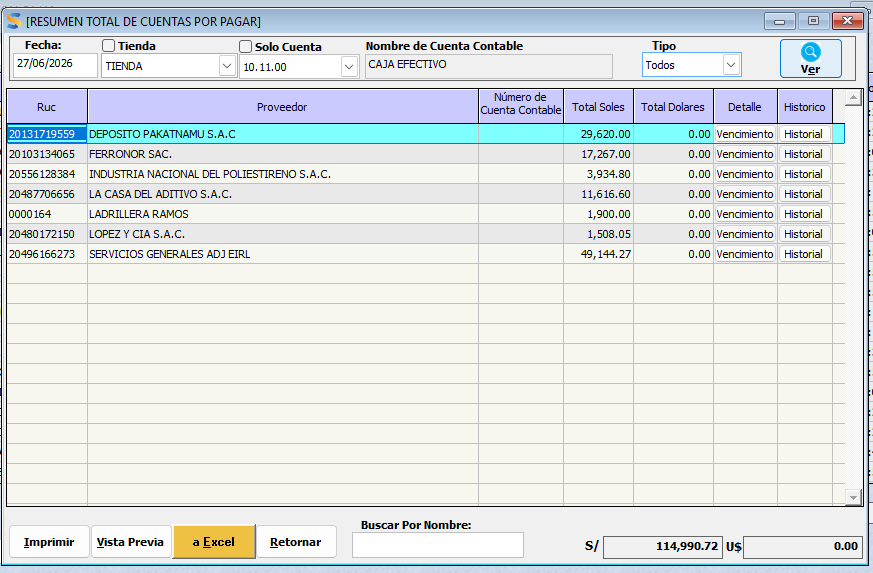 [RESUMEN TOTAL DE CUENTAS POR PAGAR]
Fecha: Tienda Solo Cuenta Nombre de Cuenta Contable Tipo
27/06/2026 TIENDA 10.11.00 CAJA EFECTIVO Todos Ver
Ruc Proveedor Número de Cuenta Contable Total Soles Total Dolares Detalle Historico
20131719559 DEPOSITO PAKATNAMU S.A.C 29,620.00 0.00 Vencimiento Historial
20103134065 FERRONOR SAC. 17,267.00 0.00 Vencimiento Historial
20556128384 INDUSTRIA NACIONAL DEL POLIESTIRENO S.A.C. 3,934.80 0.00 Vencimiento Historial
20487706656 LA CASA DEL ADITIVO S.A.C. 11,616.60 0.00 Vencimiento Historial
0000164 LADRILLERA RAMOS 1,900.00 0.00 Vencimiento Historial
20480172150 LOPEZ Y CIA S.A.C. 1,508.05 0.00 Vencimiento Historial
20496166273 SERVICIOS GENERALES ADJ EIRL 49,144.27 0.00 Vencimiento Historial
Imprimir Vista Previa a Excel Retornar Buscar Por Nombre: S/ 114,990.72 U$ 0.00